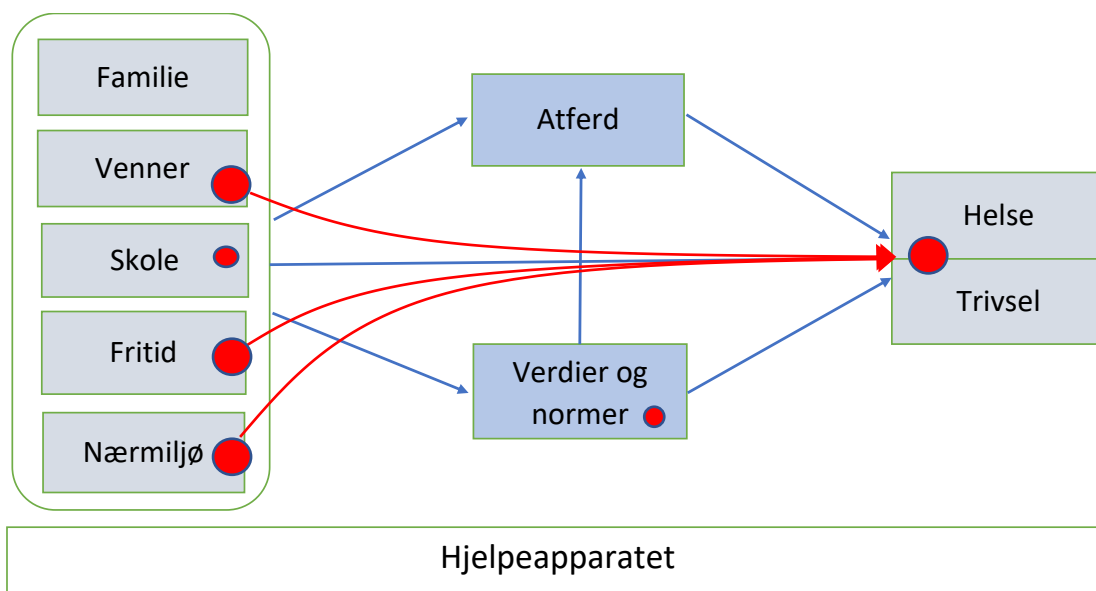 Familie
Venner
Skole
Fritid
Nærmiljø
Atferd
Verdier og
normer
Helse
Trivsel
Hjelpeapparatet